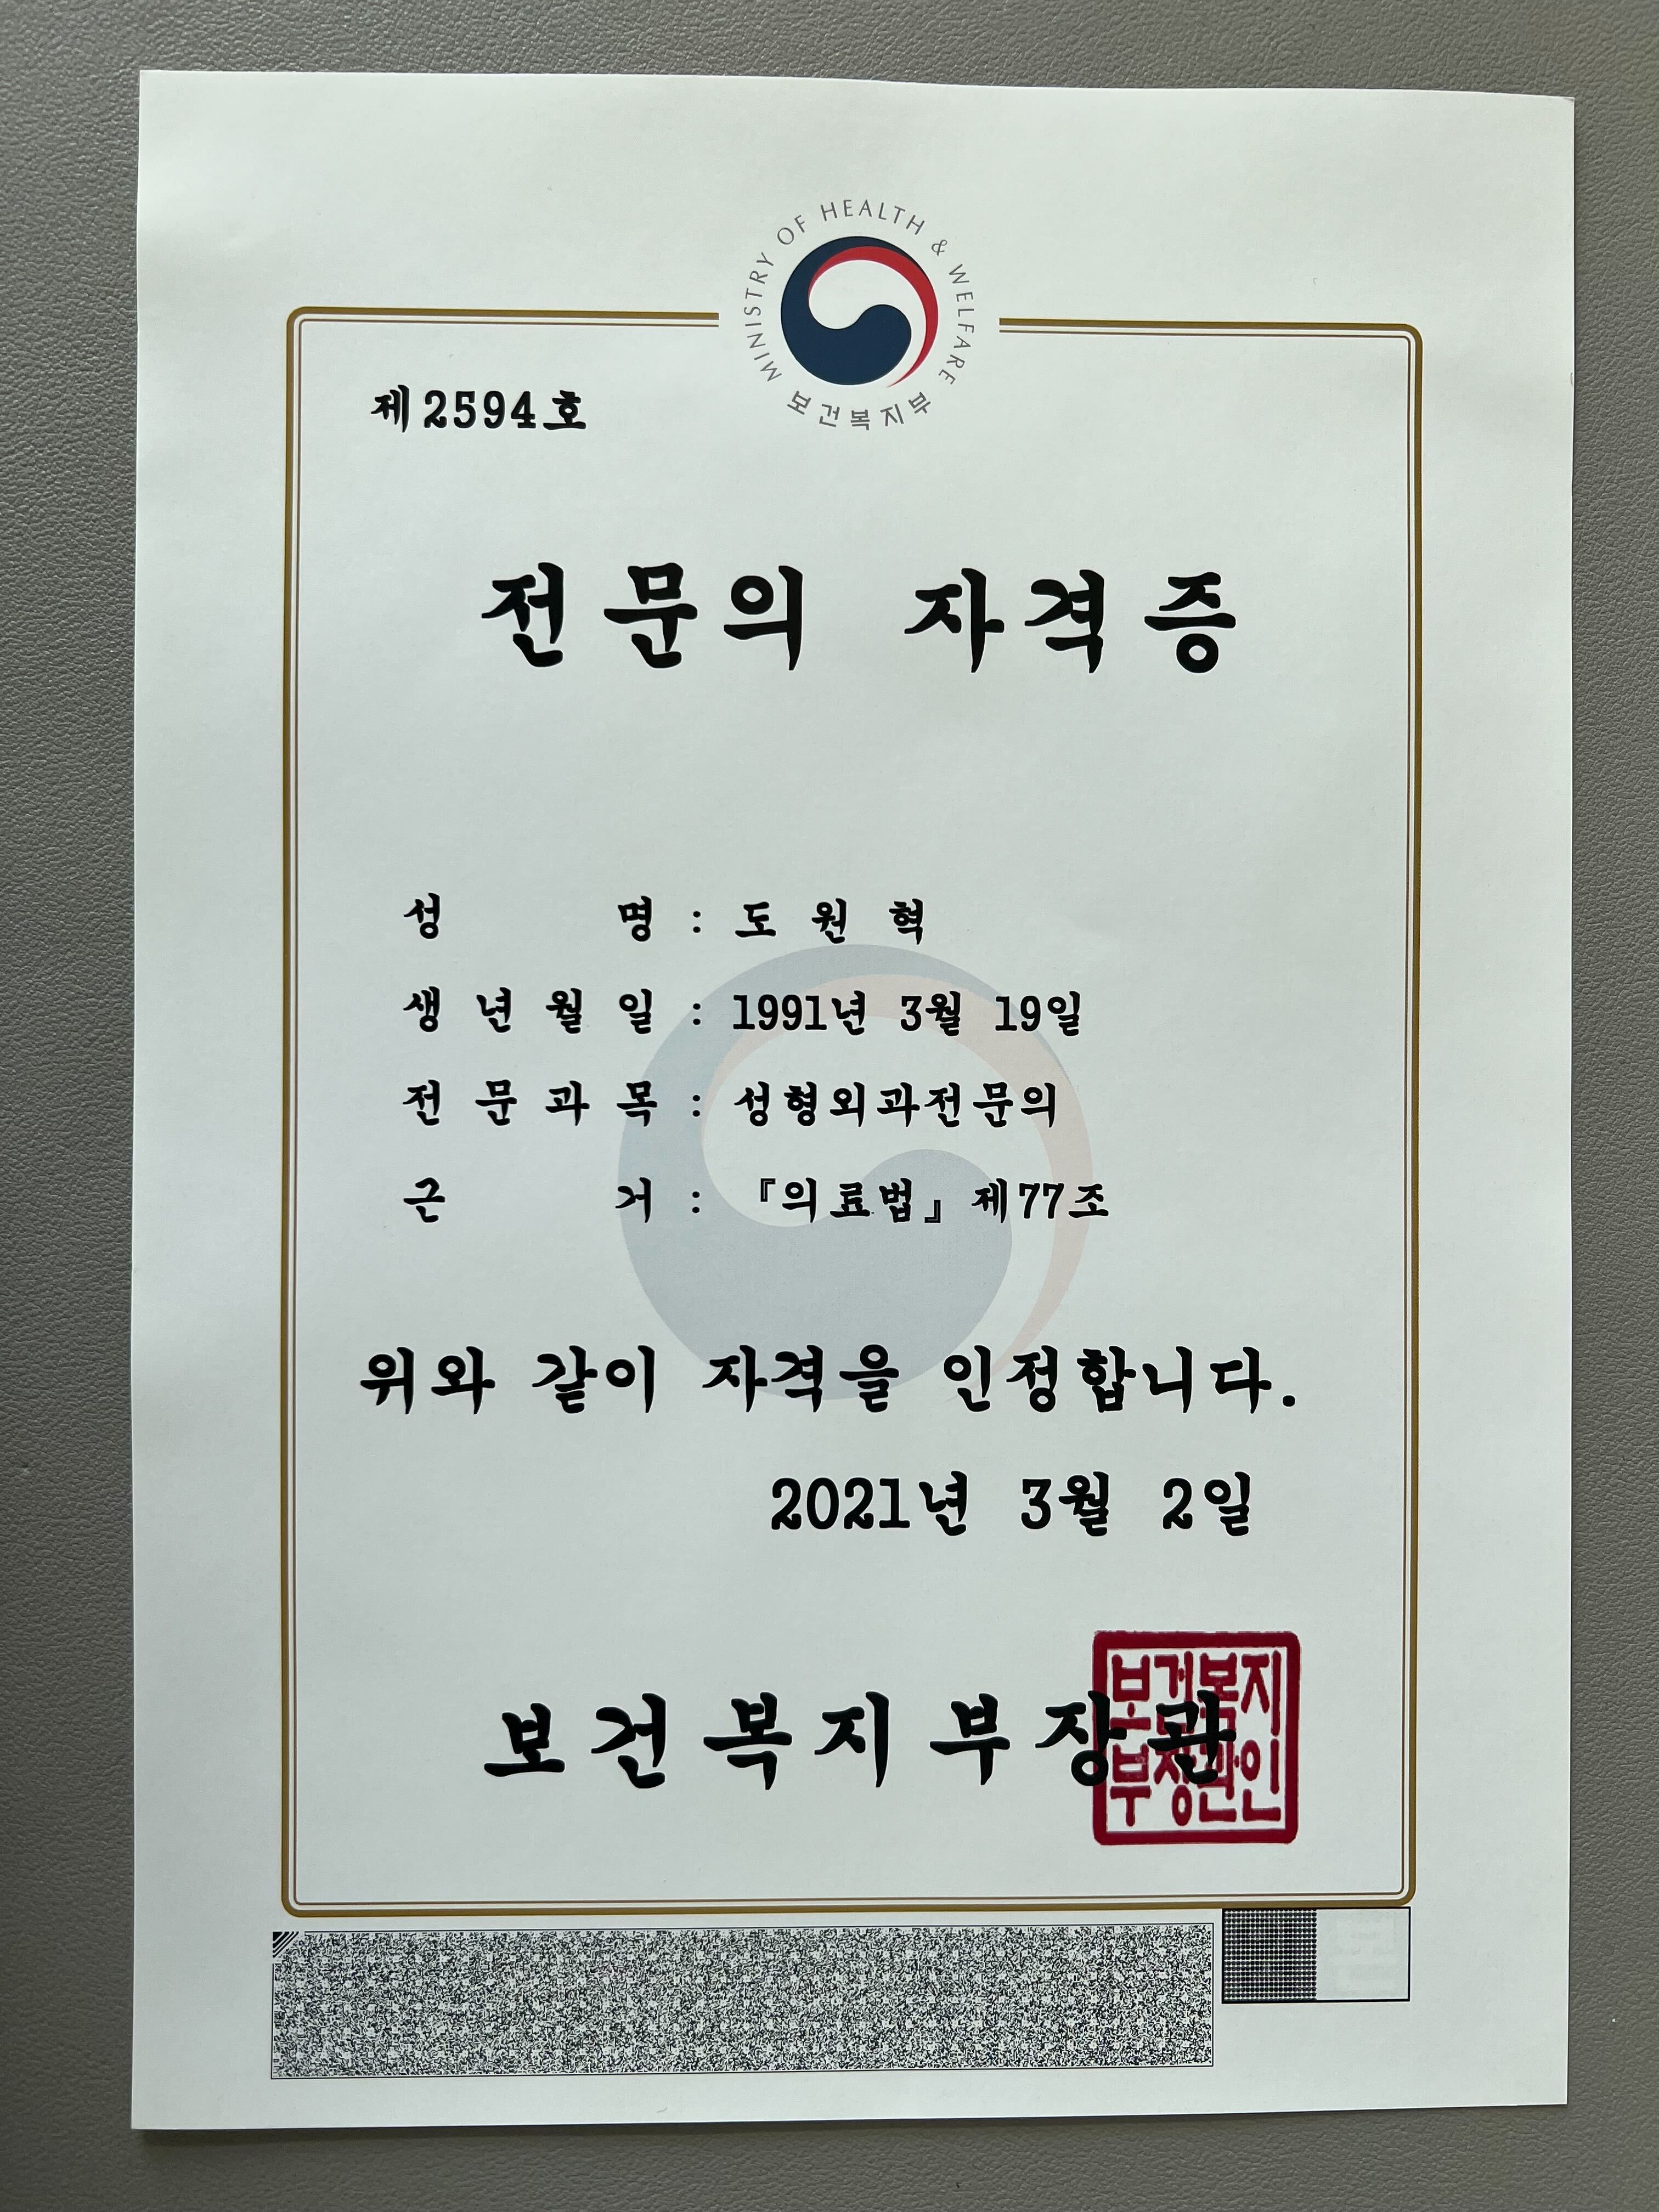 MINISTRY OF HEALTH & WELFARE
보건복지부
제2594호
전문의 자격증
성 명 : 도 원 혁
생 년 월 일 : 1991년 3월 19일
전 문 과 목 : 성형외과전문의
근 거 : 『의료법』제77조
위와 같이 자격을 인정합니다.
2021년 3월 2일
보건복지부장관
보건복지
부장관인